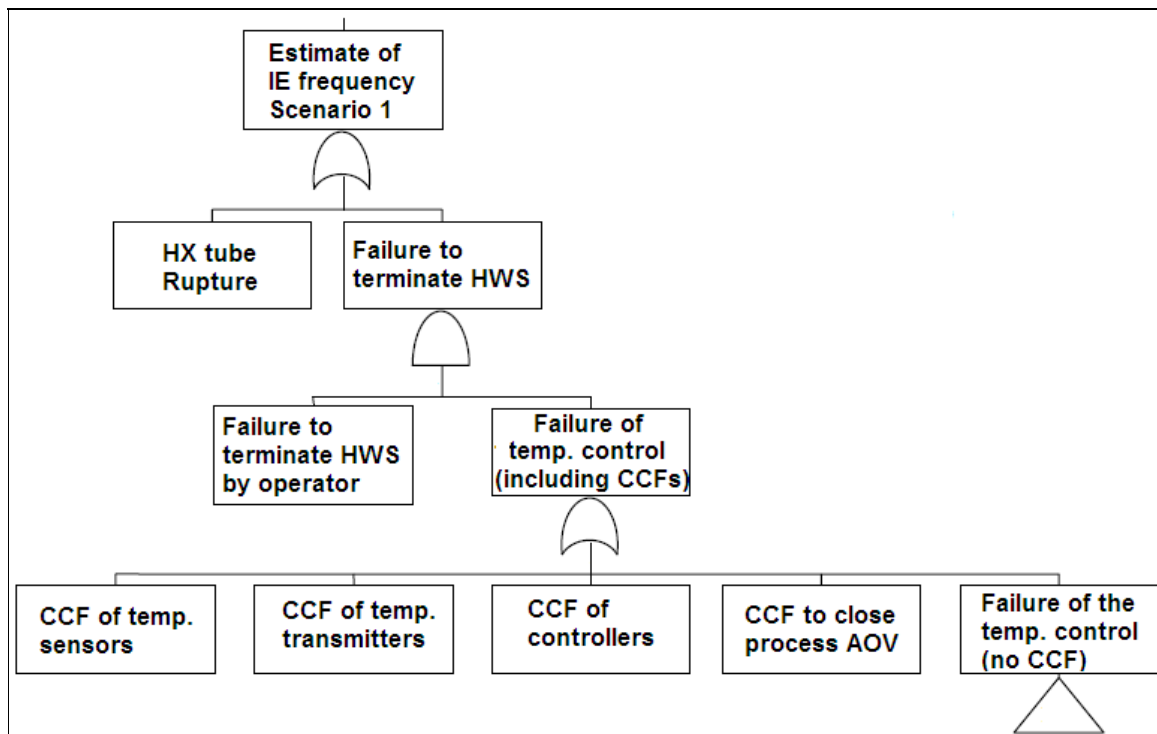 Estimate of
IE frequency
Scenario 1
HX tube
Rupture
Failure to
terminate HWS
Failure to
terminate HWS
by operator
Failure of
temp. control
(including CCFs)
CCF of temp.
sensors
CCF of temp.
transmitters
CCF of
controllers
CCF to close
process AOV
Failure of the
temp. control
(no CCF)